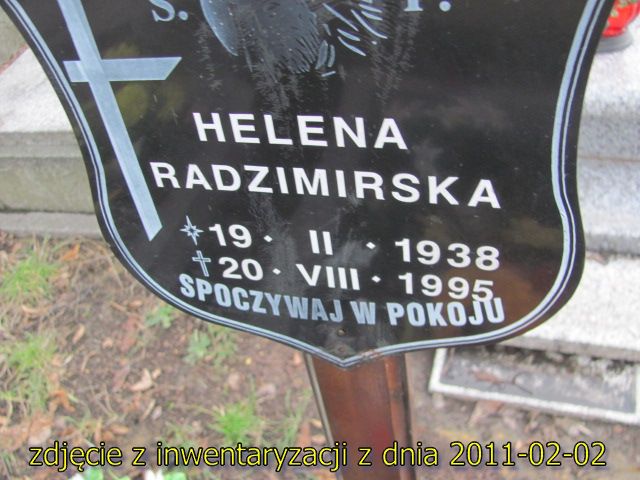 S. P.
HELENA
RADZIMIRSKA
19 · II · 1938
20 · VIII · 1995
SPOCZYWAJ W POKOJU
zdjęcie z inwentaryzacji z dnia 2011-02-02